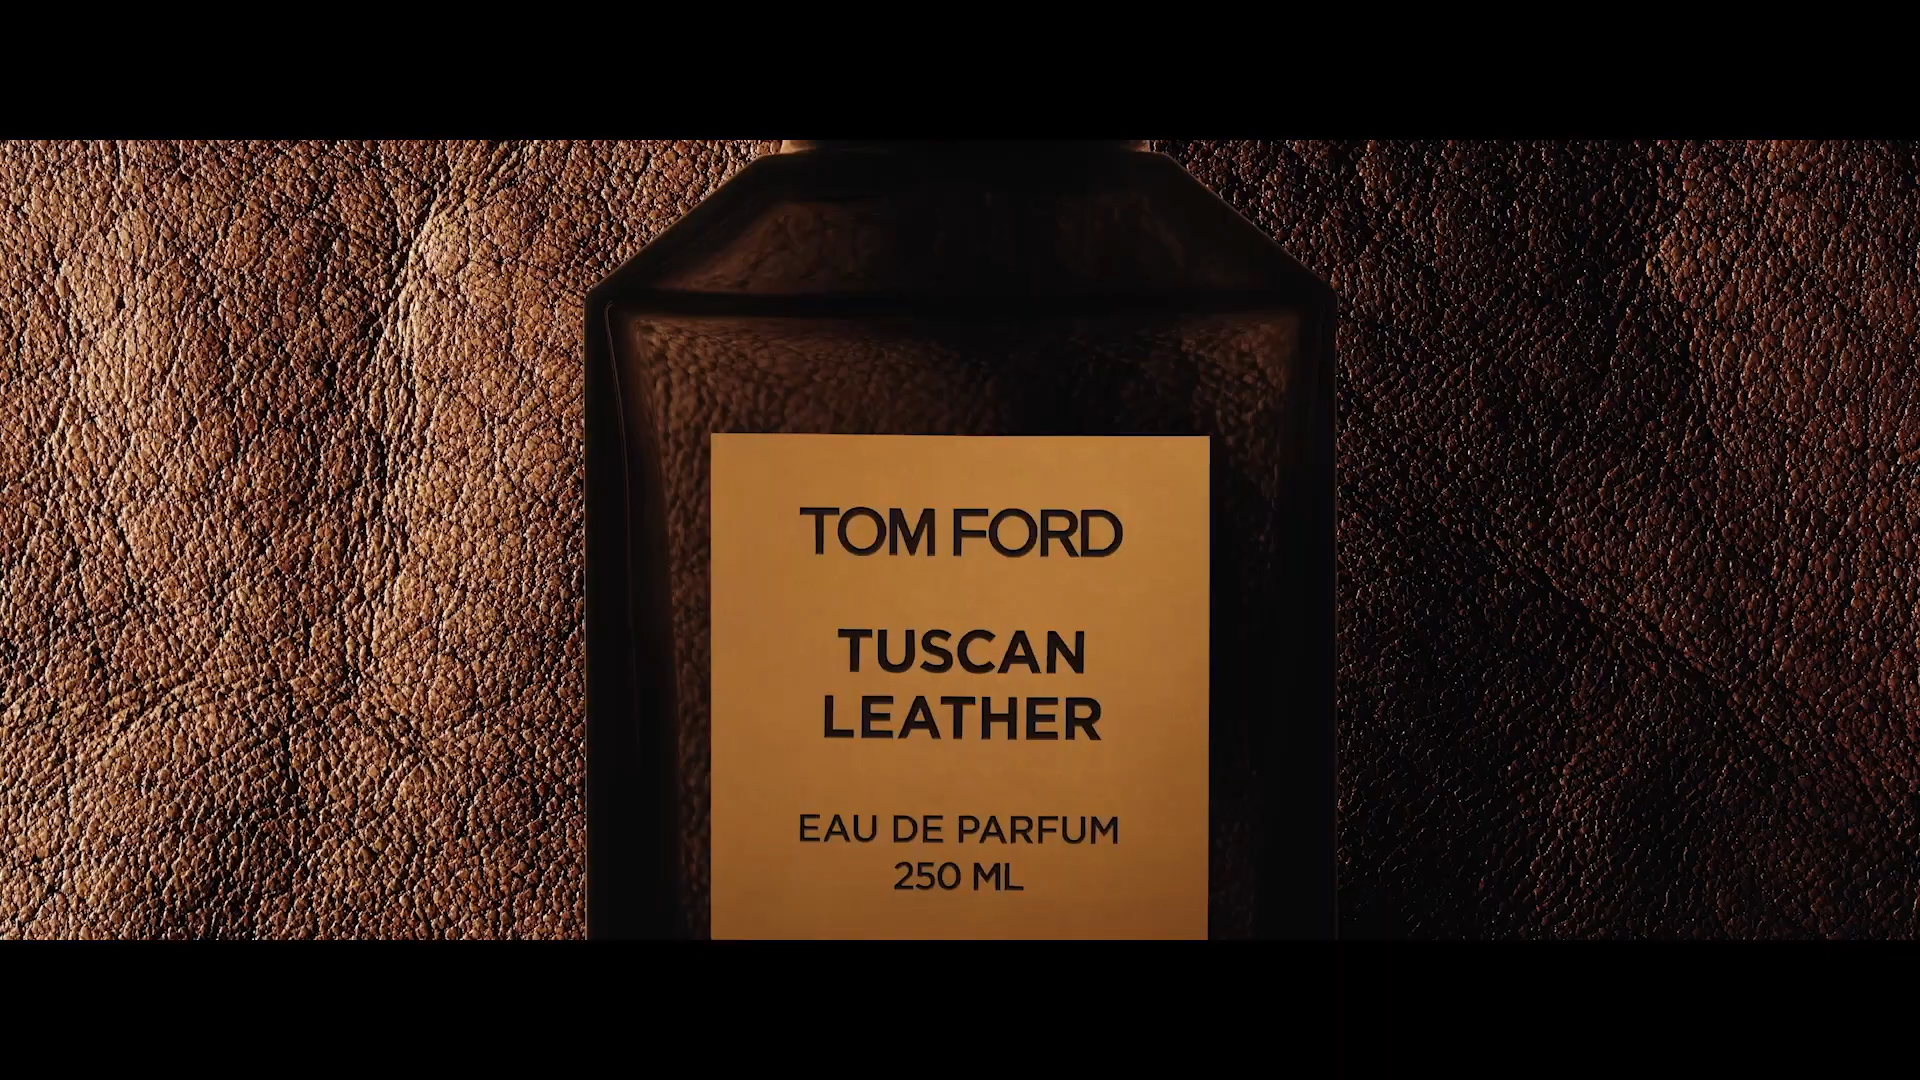 TOM FORD
TUSCAN
LEATHER
EAU DE PARFUM
250 ML